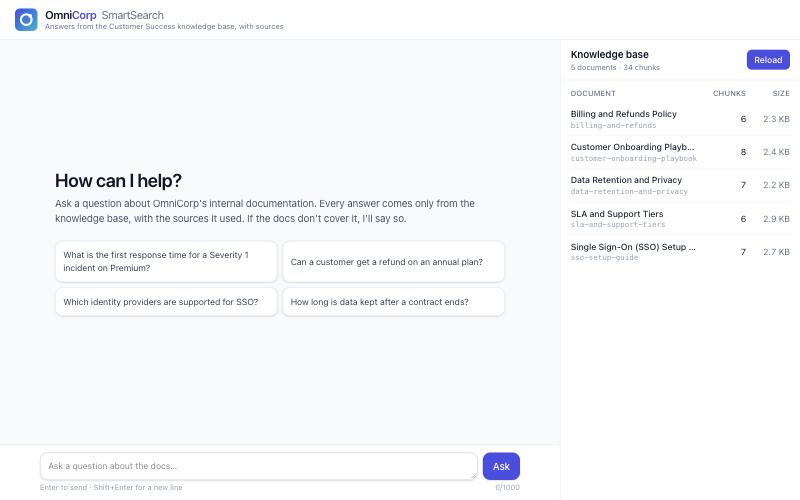 OmniCorp SmartSearch
Answers from the Customer Success knowledge base, with sources
How can I help?
Ask a question about OmniCorp's internal documentation. Every answer comes only from the
knowledge base, with the sources it used. If the docs don't cover it, I'll say so.
What is the first response time for a Severity 1
incident on Premium?
Can a customer get a refund on an annual plan?
Which identity providers are supported for SSO?
How long is data kept after a contract ends?
Ask a question about the docs...
Ask
Enter to send · Shift+Enter for a new line
0/1000
Knowledge base
5 documents · 34 chunks
Reload
DOCUMENT CHUNKS SIZE
Billing and Refunds Policy 6 2.3 KB
billing-and-refunds
Customer Onboarding Playb... 8 2.4 KB
customer-onboarding-playbook
Data Retention and Privacy 7 2.2 KB
data-retention-and-privacy
SLA and Support Tiers 6 2.9 KB
sla-and-support-tiers
Single Sign-On (SSO) Setup ... 7 2.7 KB
sso-setup-guide